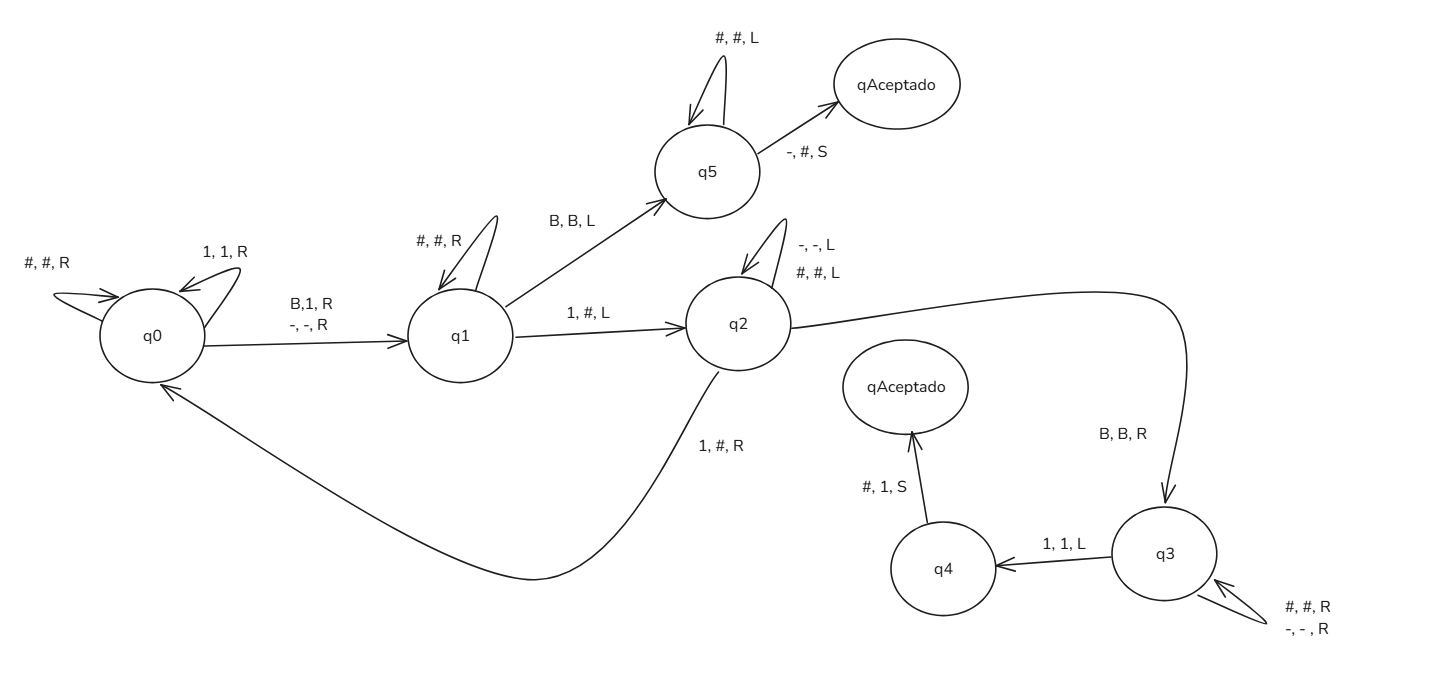 #, #, L
qAceptado
-, #, S
q5
B, B, L
#, #, R
-, -, L
1, 1, R
#, #, R
#, #, L
B,1, R
-, -, R
1, #, L
q0
q1
q2
qAceptado
B, B, R
1, #, R
#, 1, S
1, 1, L
q3
q4
#, #, R
-, - , R